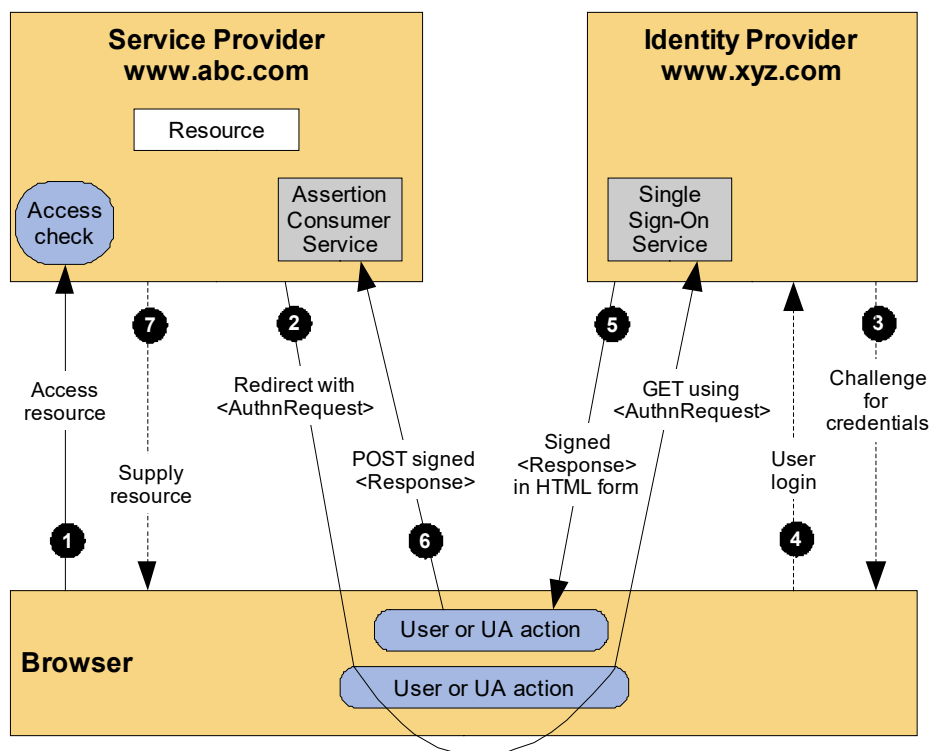 Service Provider
www.abc.com
Identity Provider
www.xyz.com
Resource
Access
check
Assertion
Consumer
Service
Single
Sign-On
Service
7
2
5
3
Access
resource
Redirect with
<AuthnRequest>
GET using
<AuthnRequest>
Challenge
for
credentials
Supply
resource
POST signed
<Response>
Signed
<Response>
in HTML form
User
login
1
6
4
User or UA action
Browser
User or UA action